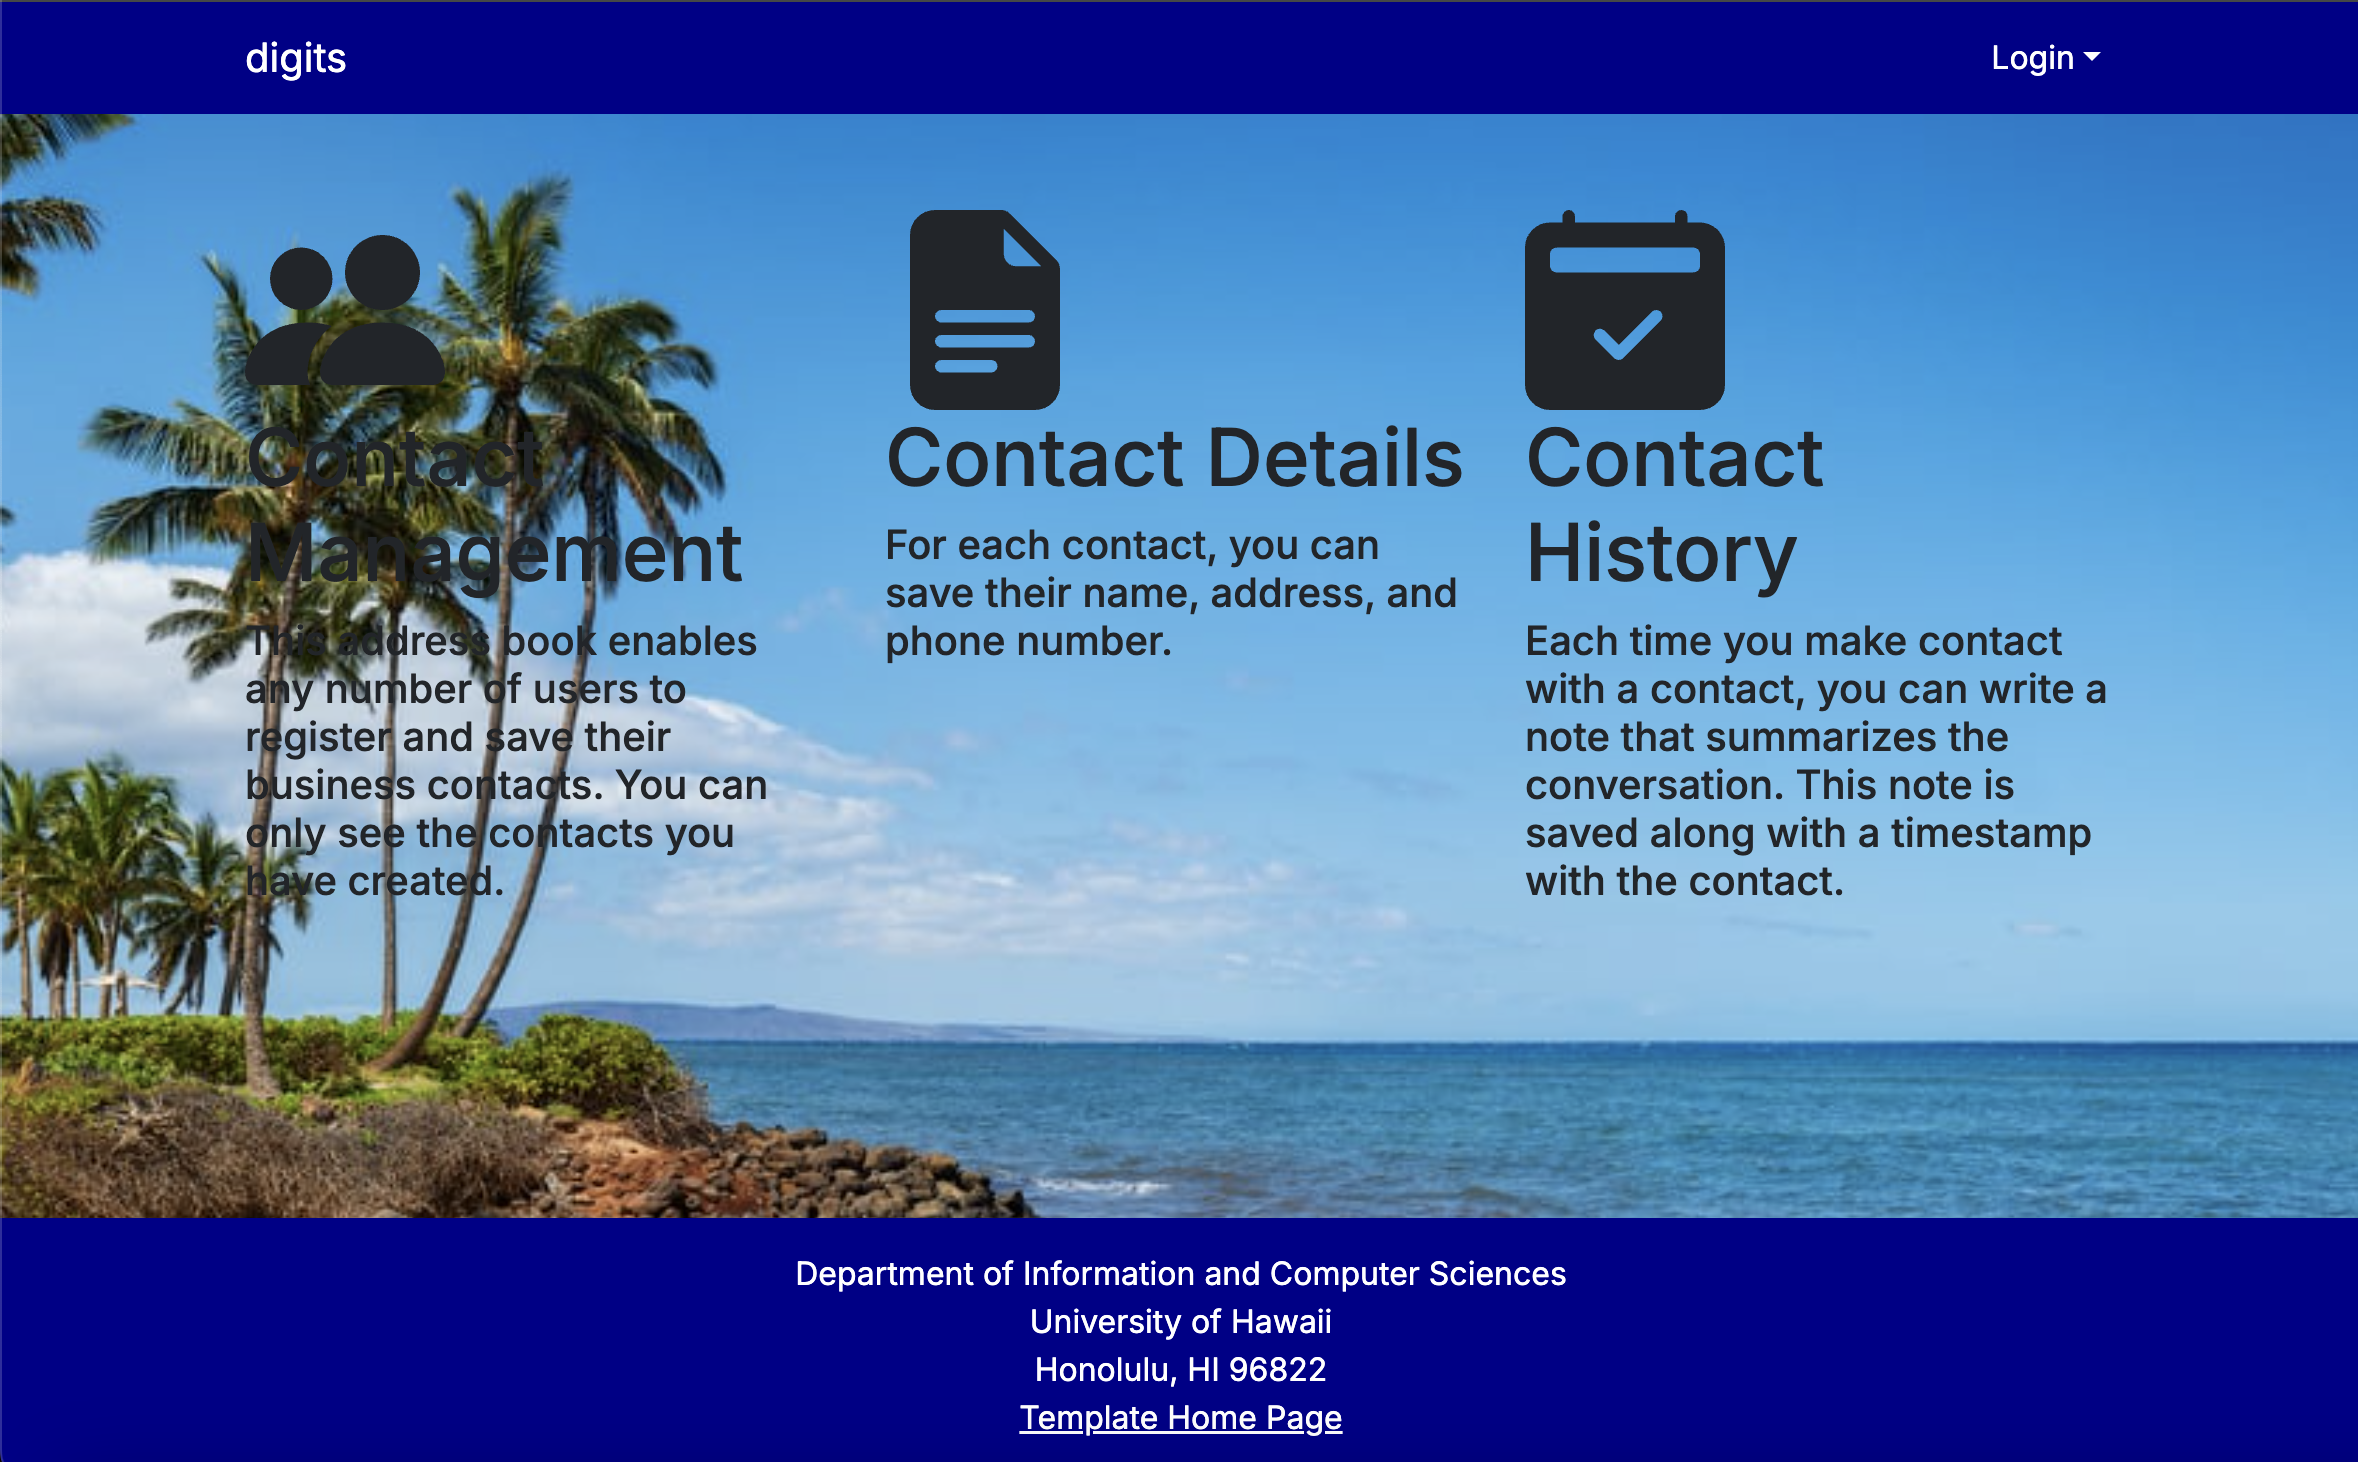 digits
Login
Contact
Management
This address book enables
any number of users to
register and save their
business contacts. You can
only see the contacts you
have created.
Contact Details
For each contact, you can
save their name, address, and
phone number.
Contact
History
Each time you make contact
with a contact, you can write a
note that summarizes the
conversation. This note is
saved along with a timestamp
with the contact.
Department of Information and Computer Sciences
University of Hawaii
Honolulu, HI 96822
Template Home Page